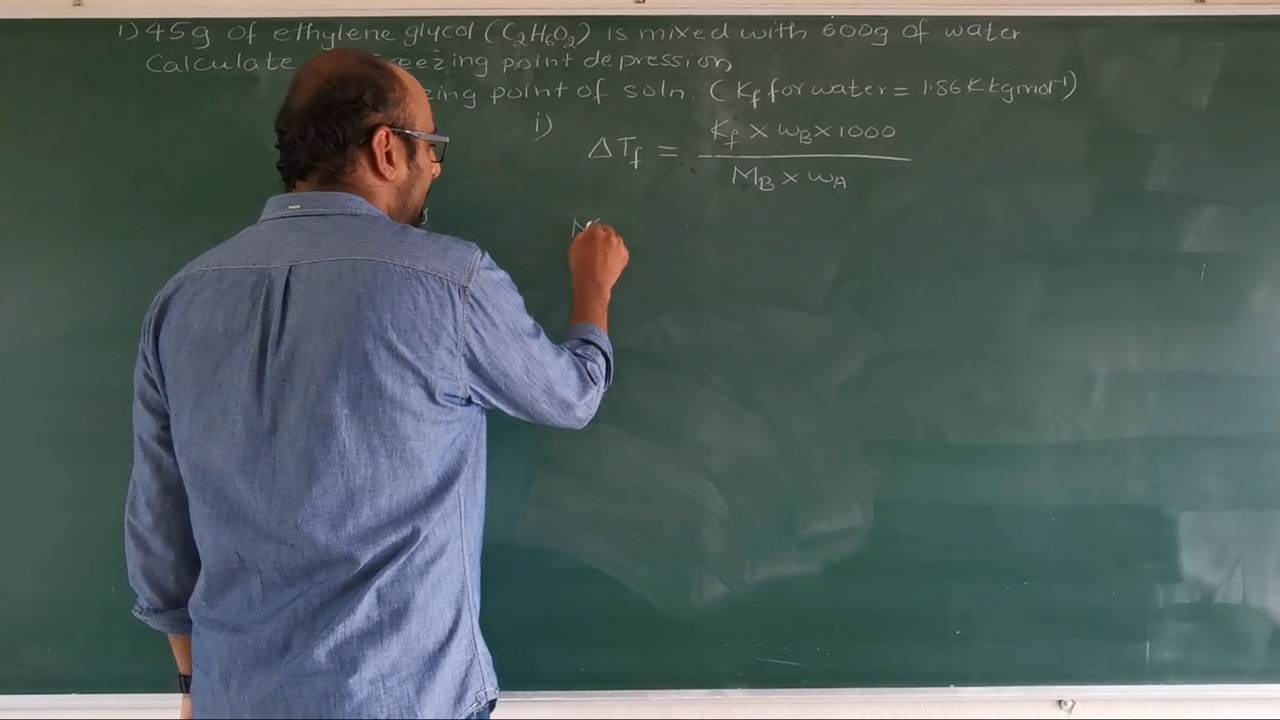 1) 45g of ethylene glycol (C₂H₆O₂) is mixed with 600g of water
Calculate eezing point depression
zing point of soln. (Kf for water = 1.86 K kg mol⁻¹)
i)
ΔTf = Kf × wB × 1000 / MB × wA